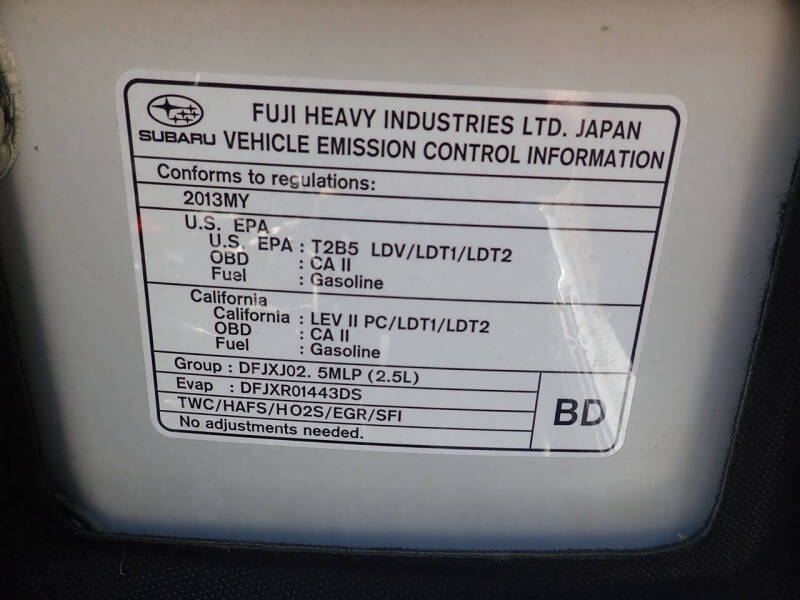 FUJI HEAVY INDUSTRIES LTD. JAPAN
SUBARU VEHICLE EMISSION CONTROL INFORMATION
Conforms to regulations:
2013MY
U.S. EPA
U.S. EPA : T2B5 LDV/LDT1/LDT2
OBD : CA II
Fuel : Gasoline
California
California : LEV II PC/LDT1/LDT2
OBD : CA II
Fuel : Gasoline
Group : DFJXJ02. 5MLP (2.5L)
Evap : DFJXR01443DS
TWC/HAFS/HO2S/EGR/SFI
No adjustments needed.
BD